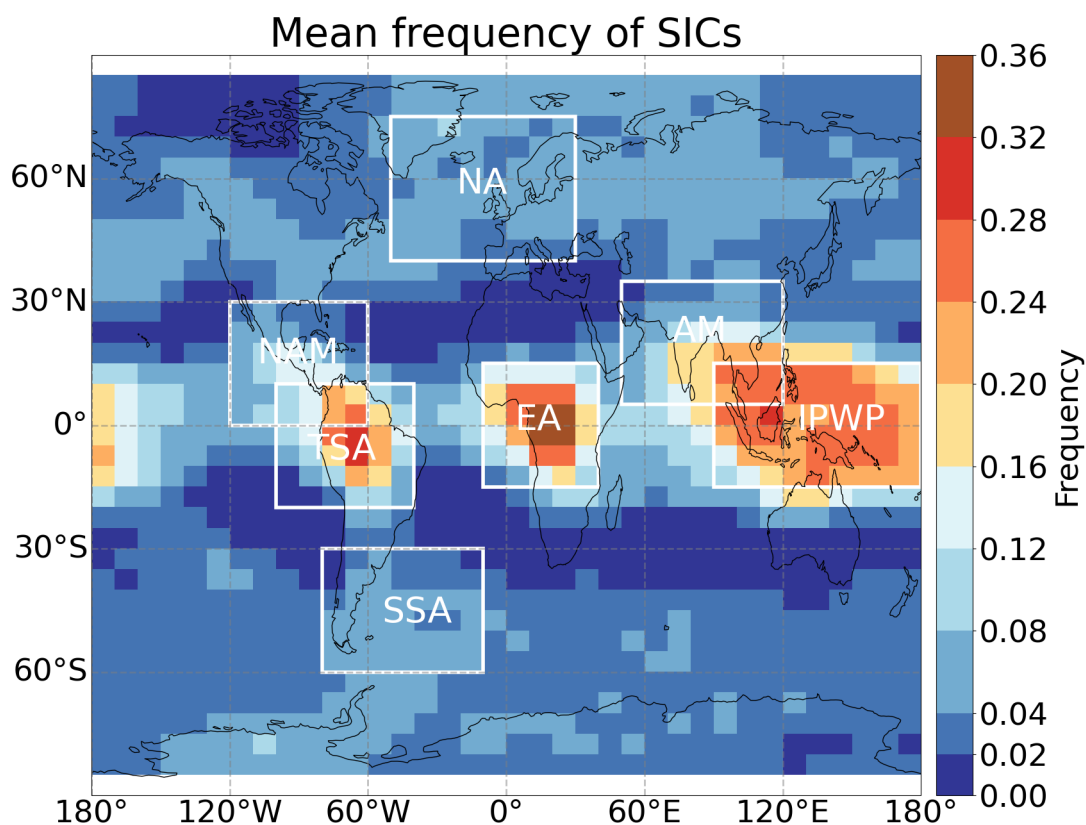 Mean frequency of SICs
60°N
30°N
0°
30°S
60°S
180°
120°W
60°W
0°
60°E
120°E
180°
NA
NAM
AM
TSA
EA
IPWP
SSA
0.36
0.32
0.28
0.24
0.20
0.16
0.12
0.08
0.04
0.02
0.00
Frequency